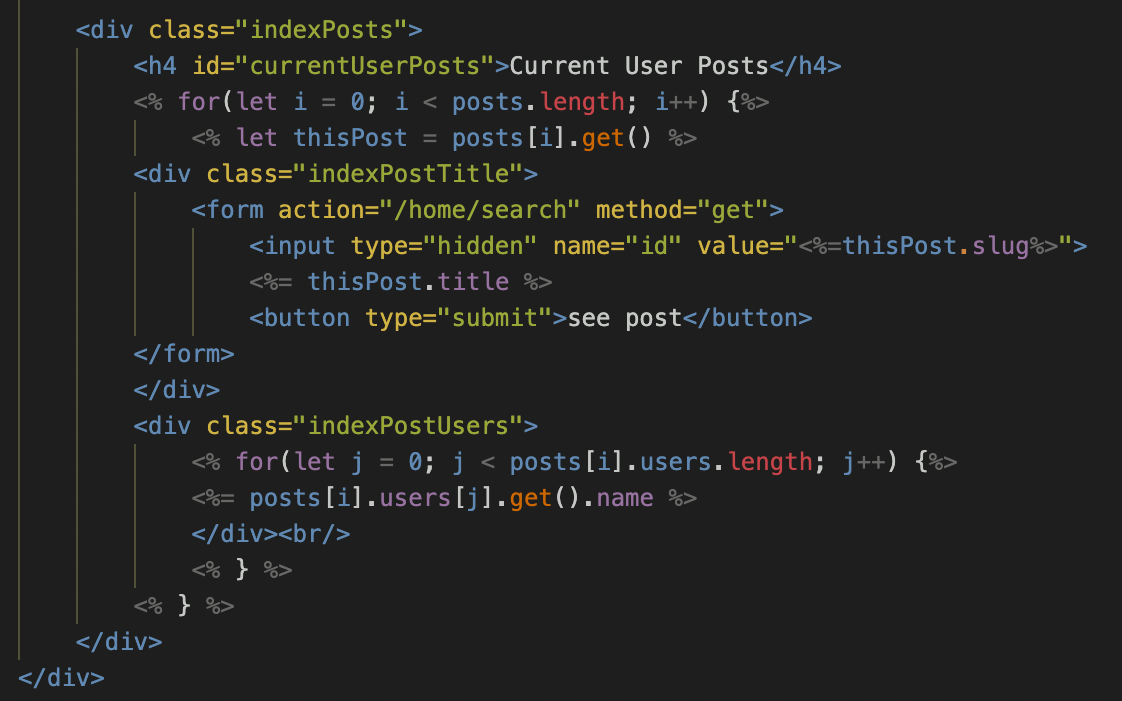 <div class="indexPosts">
<h4 id="currentUserPosts">Current User Posts</h4>
<% for(let i = 0; i < posts.length; i++) {%>
<% let thisPost = posts[i].get() %>
<div class="indexPostTitle">
<form action="/home/search" method="get">
<input type="hidden" name="id" value="<%=thisPost.slug%>">
<%= thisPost.title %>
<button type="submit">see post</button>
</form>
</div>
<div class="indexPostUsers">
<% for(let j = 0; j < posts[i].users.length; j++) {%>
<%= posts[i].users[j].get().name %>
</div><br/>
<% } %>
<% } %>
</div>
</div>